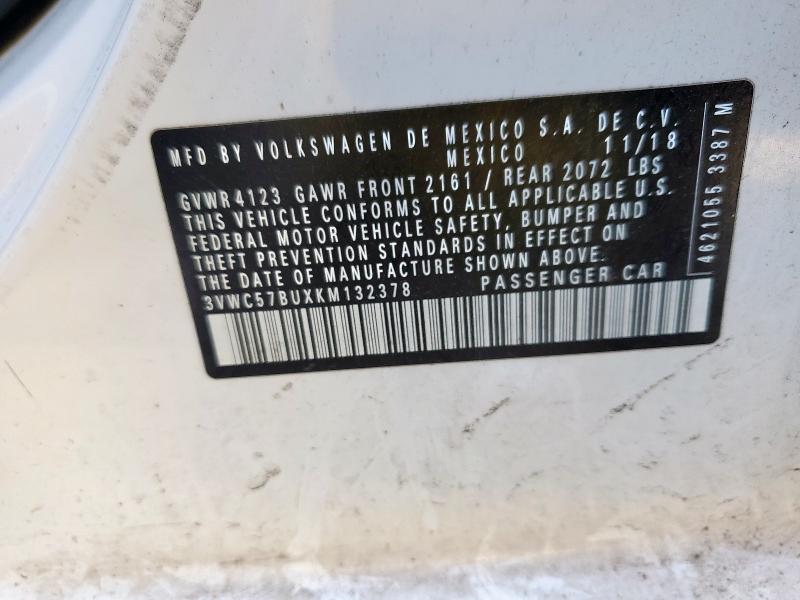 MFD BY VOLKSWAGEN DE MEXICO S.A. DE C.V.
MEXICO 11/18
GVWR 4123 GAWR FRONT 2161 / REAR 2072 LBS
THIS VEHICLE CONFORMS TO ALL APPLICABLE U.S.
FEDERAL MOTOR VEHICLE SAFETY, BUMPER AND
THEFT PREVENTION STANDARDS IN EFFECT ON
THE DATE OF MANUFACTURE SHOWN ABOVE.
3VWC57BUXKM132378 PASSENGER CAR
4621055 3387 M